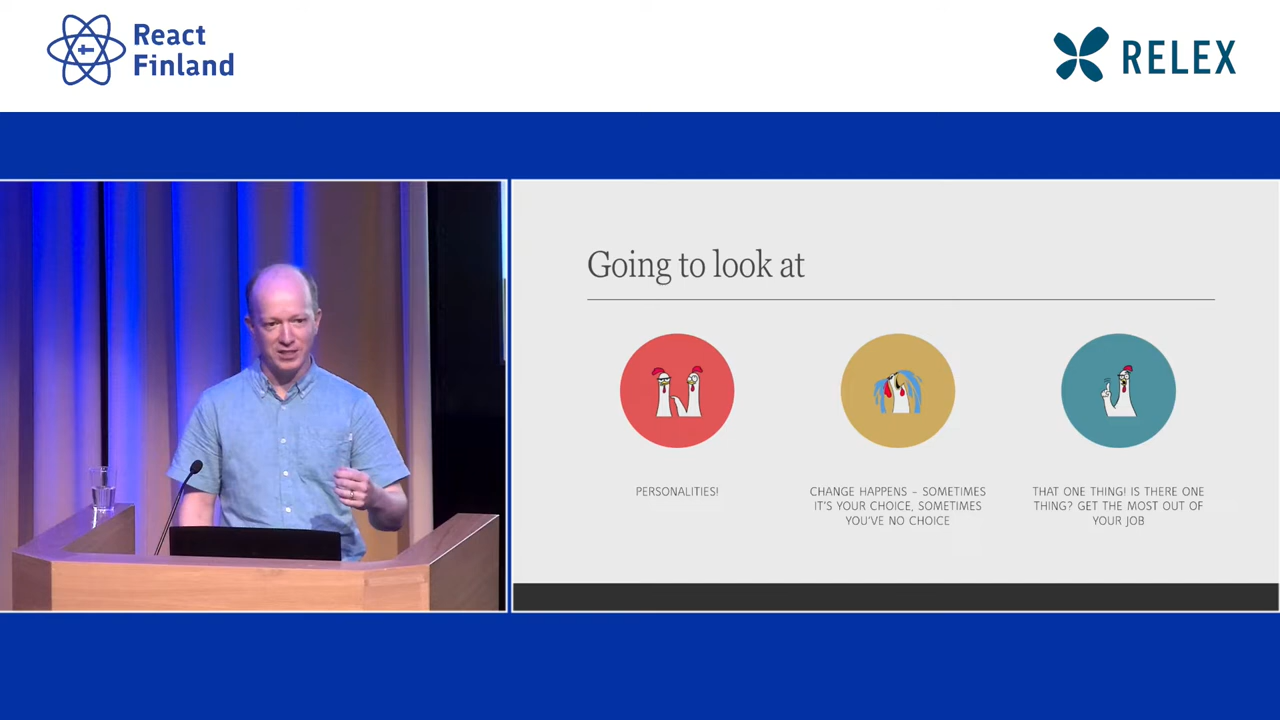 React
Finland
RELEX
Going to look at
PERSONALITIES!
CHANGE HAPPENS – SOMETIMES
IT'S YOUR CHOICE, SOMETIMES
YOU'VE NO CHOICE
THAT ONE THING! IS THERE ONE
THING? GET THE MOST OUT OF
YOUR JOB